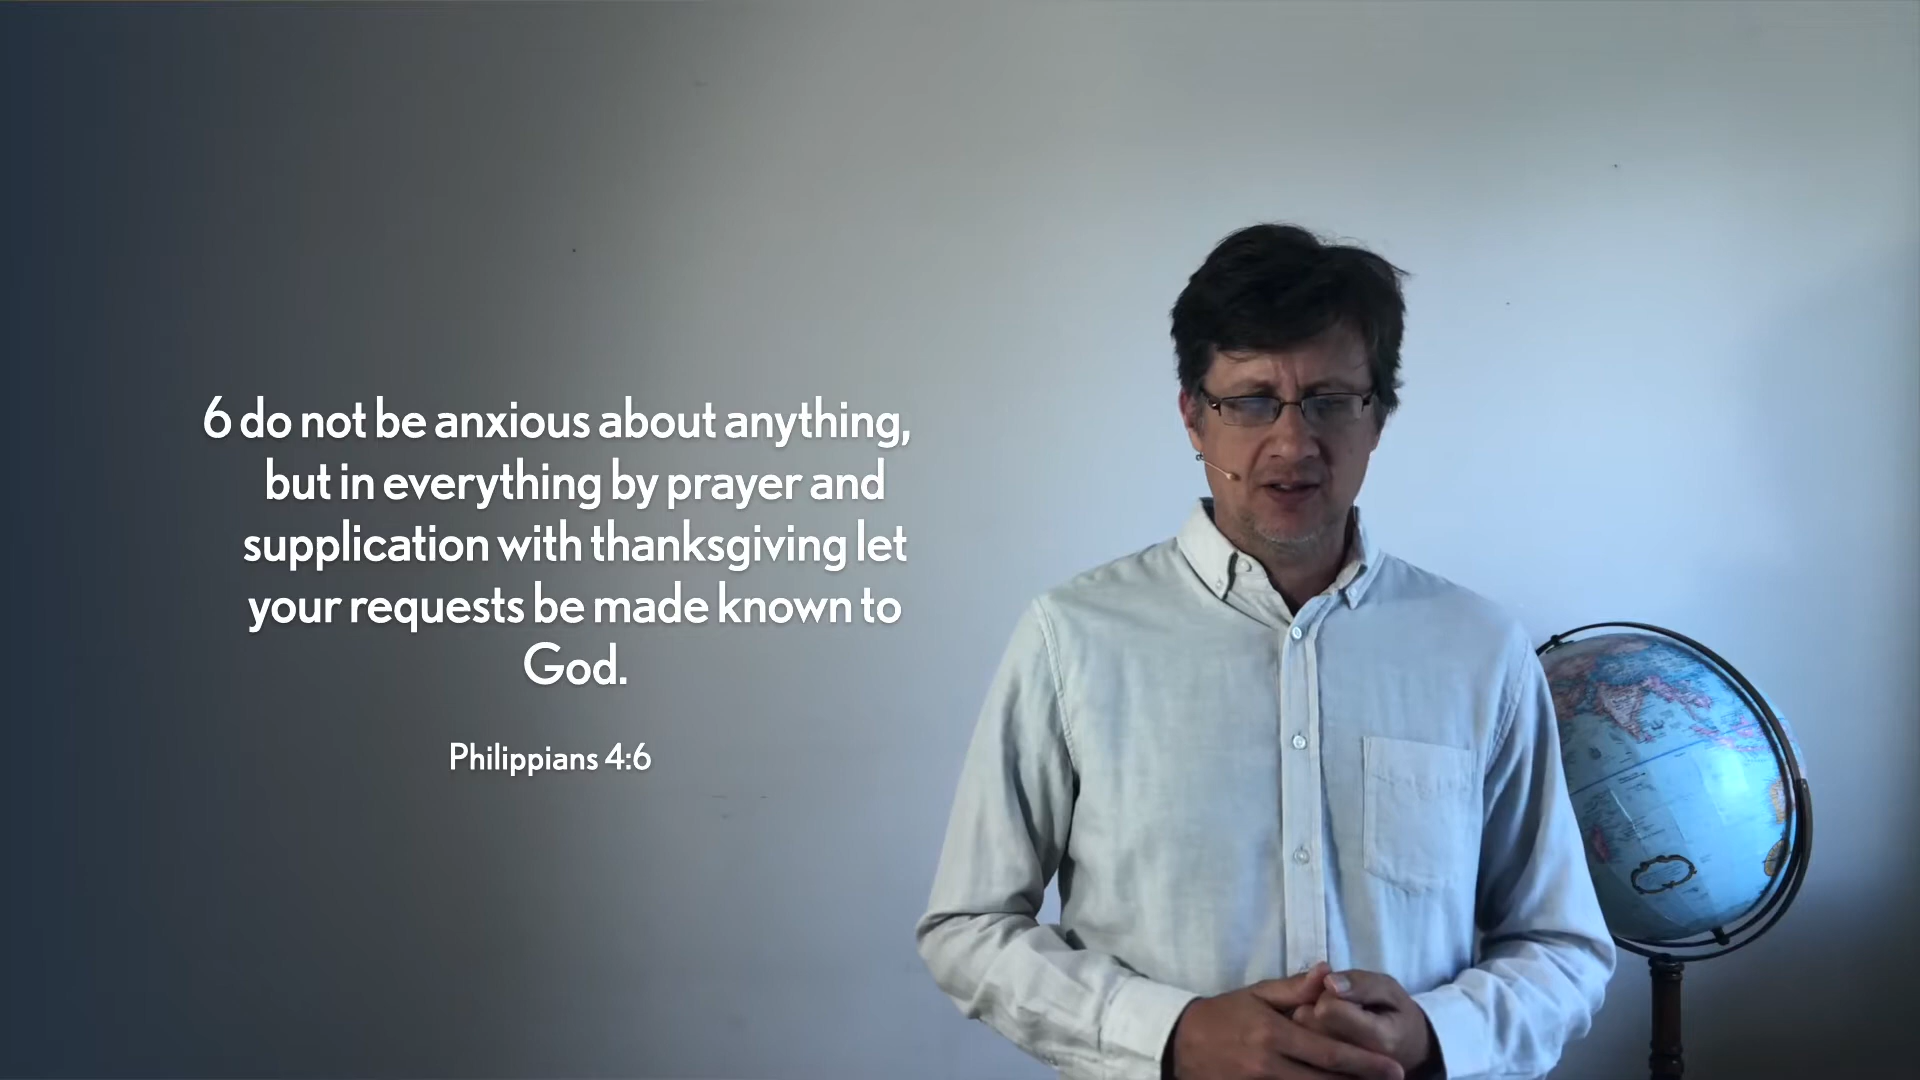 6 do not be anxious about anything,
but in everything by prayer and
supplication with thanksgiving let
your requests be made known to
God.
Philippians 4:6